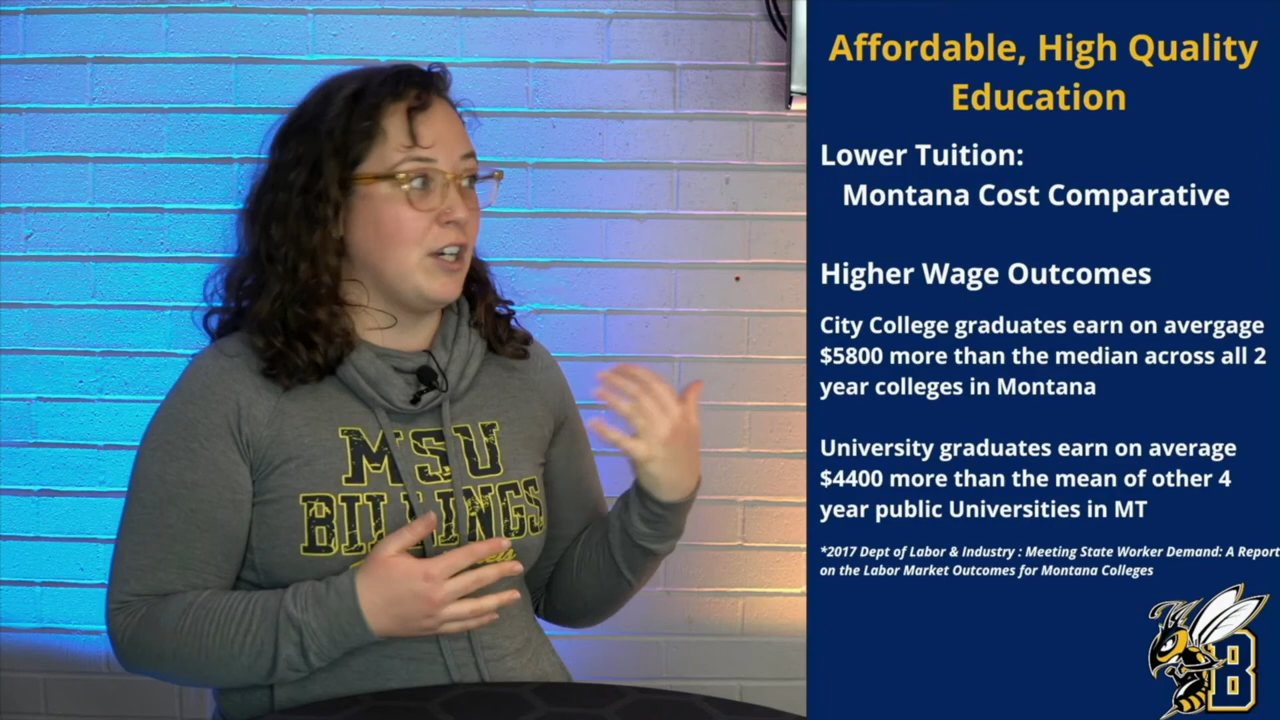 Affordable, High Quality
Education
Lower Tuition:
Montana Cost Comparative
Higher Wage Outcomes
City College graduates earn on avergage
$5800 more than the median across all 2
year colleges in Montana
University graduates earn on average
$4400 more than the mean of other 4
year public Universities in MT
*2017 Dept of Labor & Industry : Meeting State Worker Demand: A Report
on the Labor Market Outcomes for Montana Colleges
B
MSU
BILLINGS